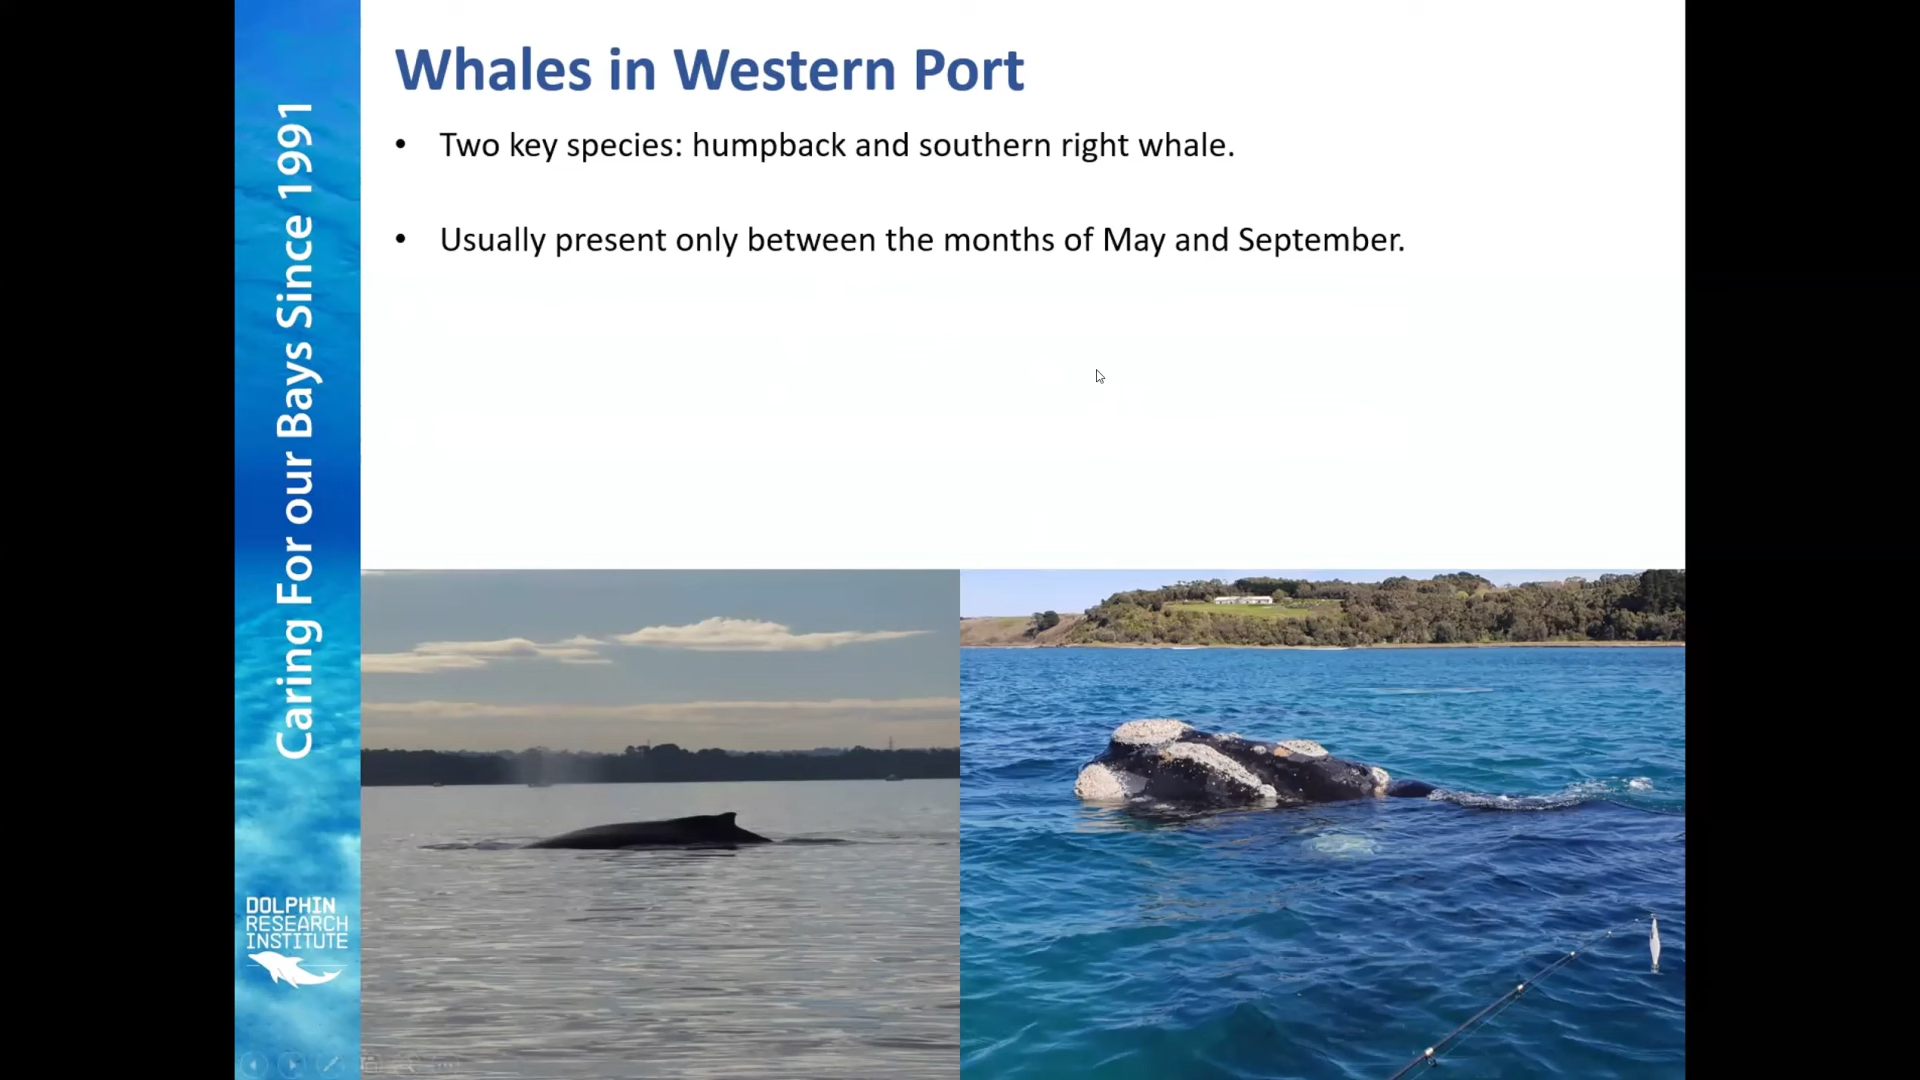 Whales in Western Port
• Two key species: humpback and southern right whale.
• Usually present only between the months of May and September.
Caring For our Bays Since 1991
DOLPHIN
RESEARCH
INSTITUTE